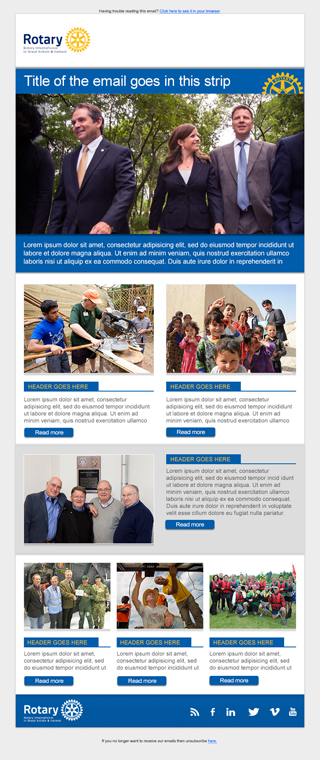 Having trouble reading this email? Click here to see it in your browser
Rotary
Rotary International
in Great Britain & Ireland
Title of the email goes in this strip
Lorem ipsum dolor sit amet, consectetur adipisicing elit, sed do eiusmod tempor incididunt ut
labore et dolore magna aliqua. Ut enim ad minim veniam, quis nostrud exercitation ullamco
laboris nisi ut aliquip ex ea commodo consequat. Duis aute irure dolor in reprehenderit in
HEADER GOES HERE
Lorem ipsum dolor sit amet, consectetur
adipisicing elit, sed do eiusmod tempor incididunt
ut labore et dolore magna aliqua. Ut enim ad
minim veniam, quis nostrud exercitation ullamco
Read more
HEADER GOES HERE
Lorem ipsum dolor sit amet, consectetur
adipisicing elit, sed do eiusmod tempor incididunt
ut labore et dolore magna aliqua. Ut enim ad
minim veniam, quis nostrud exercitation ullamco
Read more
HEADER GOES HERE
Lorem ipsum dolor sit amet, consectetur
adipisicing elit, sed do eiusmod tempor incididunt
ut labore et dolore magna aliqua. Ut enim ad
minim veniam, quis nostrud exercitation ullamco
laboris nisi ut aliquip ex ea commodo consequat.
Duis aute irure dolor in reprehenderit in voluptate
velit esse cillum dolore eu fugiat nulla pariatur
Read more
HEADER GOES HERE
Lorem ipsum dolor sit amet,
consectetur adipisicing elit, sed
do eiusmod tempor incididunt ut
Read more
HEADER GOES HERE
Lorem ipsum dolor sit amet,
consectetur adipisicing elit, sed
do eiusmod tempor incididunt ut
Read more
HEADER GOES HERE
Lorem ipsum dolor sit amet,
consectetur adipisicing elit, sed
do eiusmod tempor incididunt ut
Read more
Rotary
Rotary International
in Great Britain & Ireland
You
If you no longer want to receive our emails then unsubscribe here.